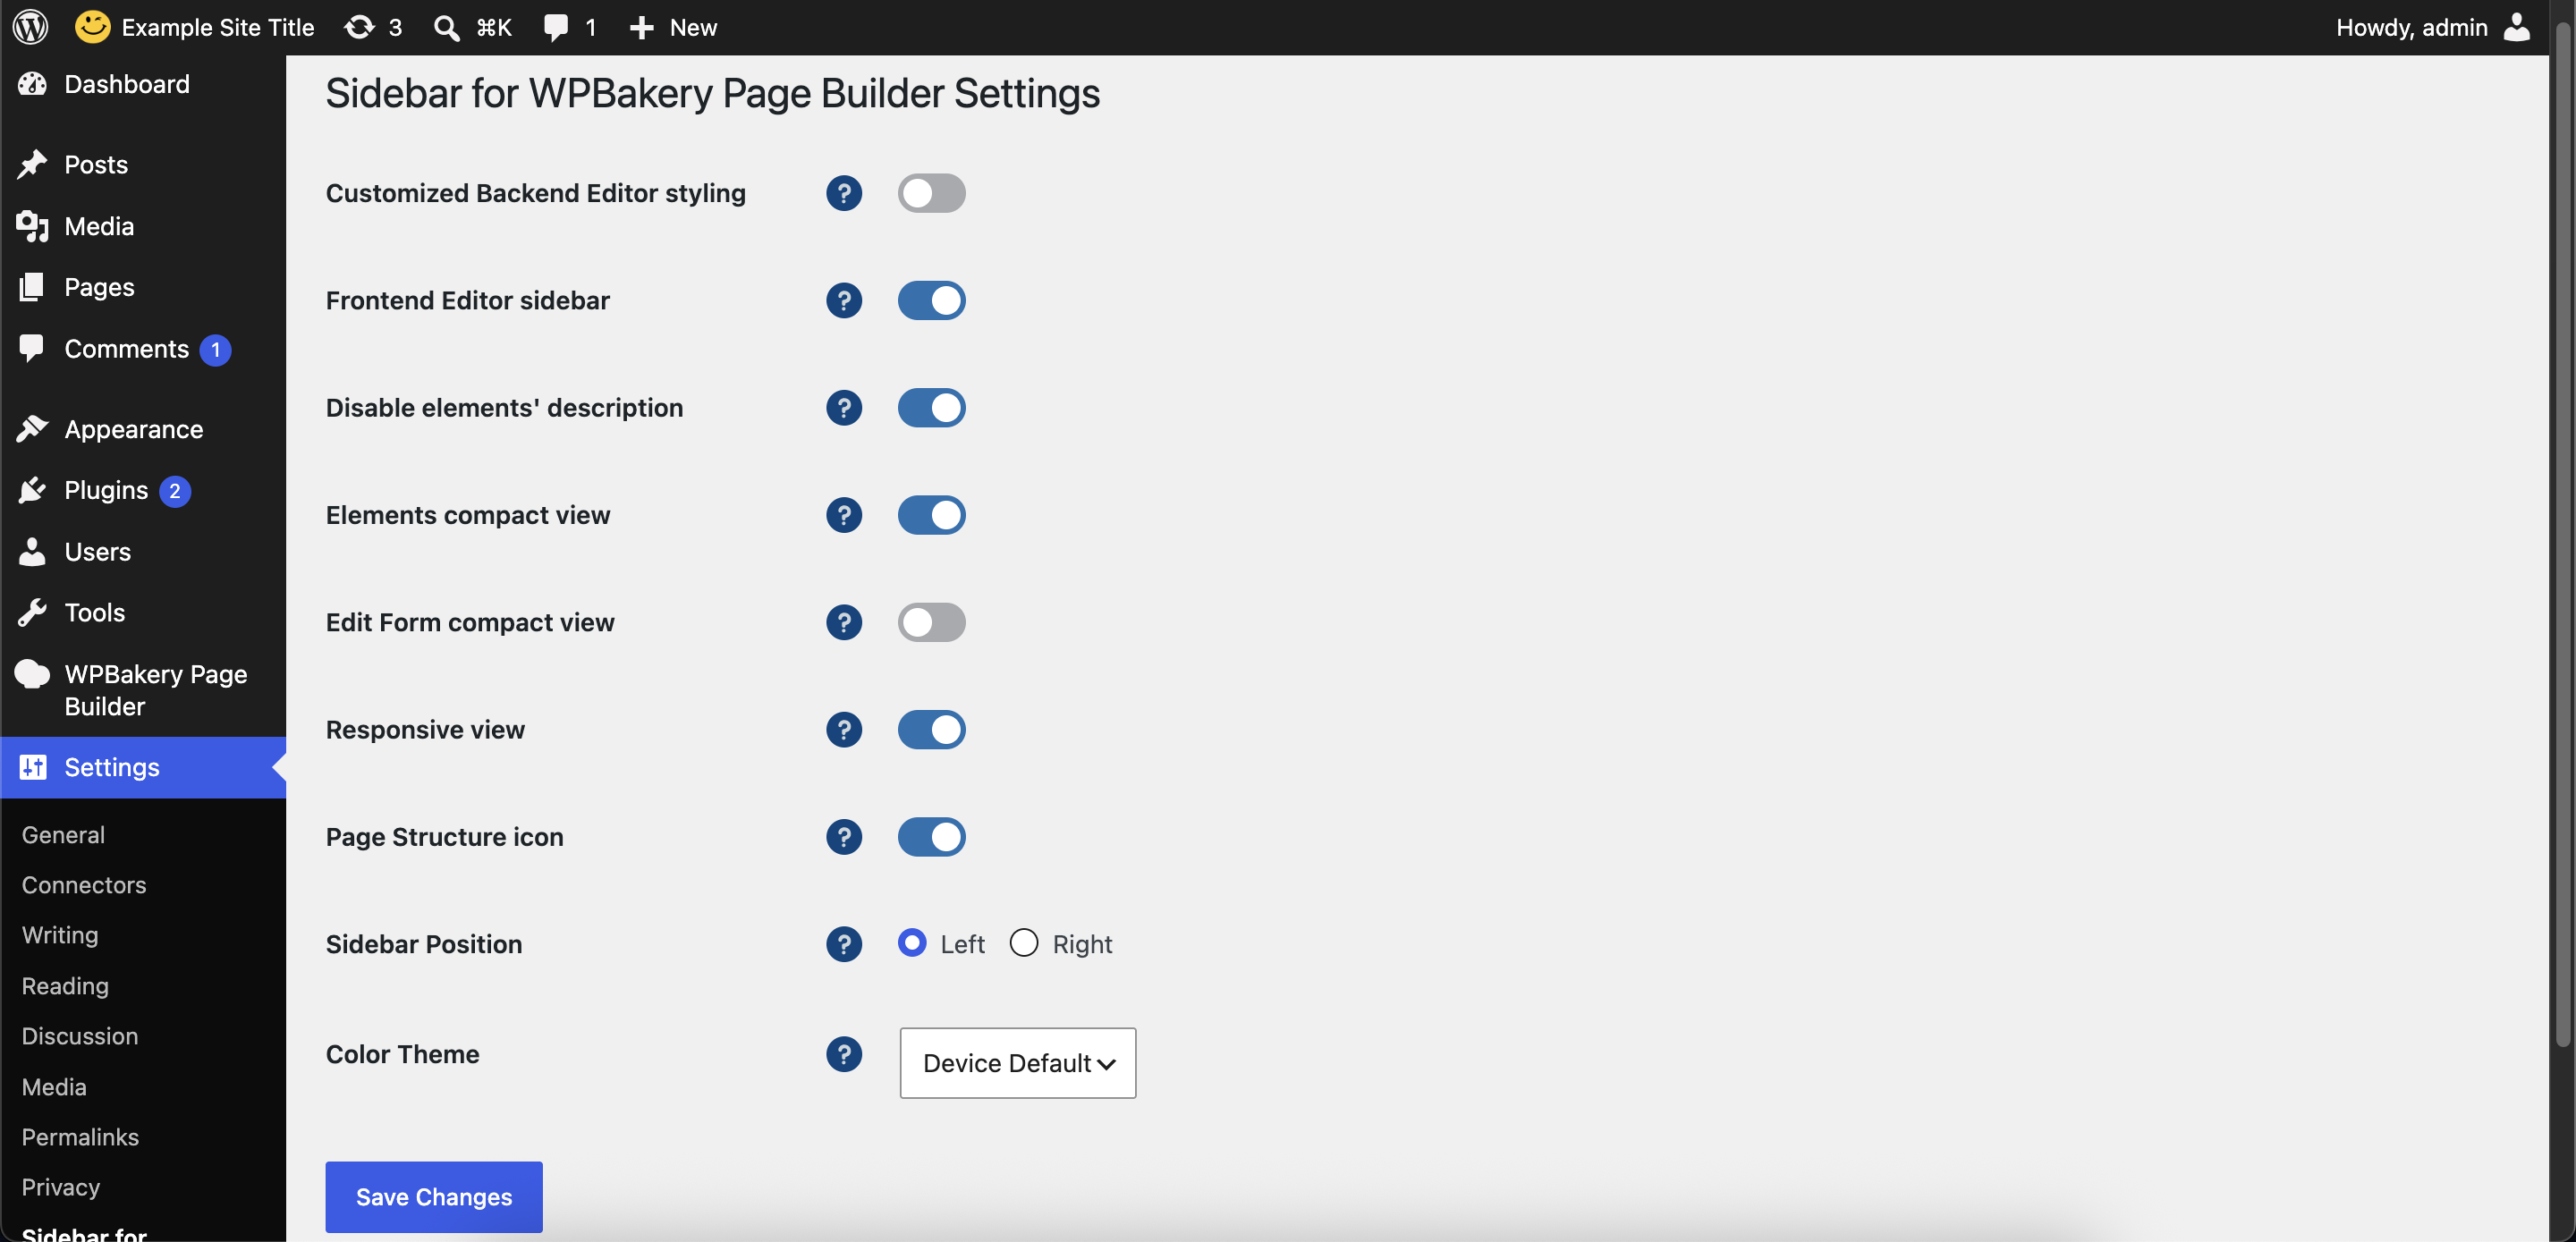 Example Site Title 3 ⌘K 1 New Howdy, admin
Dashboard
Posts
Media
Pages
Comments 1
Appearance
Plugins 2
Users
Tools
WPBakery Page
Builder
Settings
General
Connectors
Writing
Reading
Discussion
Media
Permalinks
Privacy
Sidebar for
Sidebar for WPBakery Page Builder Settings
Customized Backend Editor styling ?
Frontend Editor sidebar ?
Disable elements' description ?
Elements compact view ?
Edit Form compact view ?
Responsive view ?
Page Structure icon ?
Sidebar Position ? Left Right
Color Theme ? Device Default
Save Changes